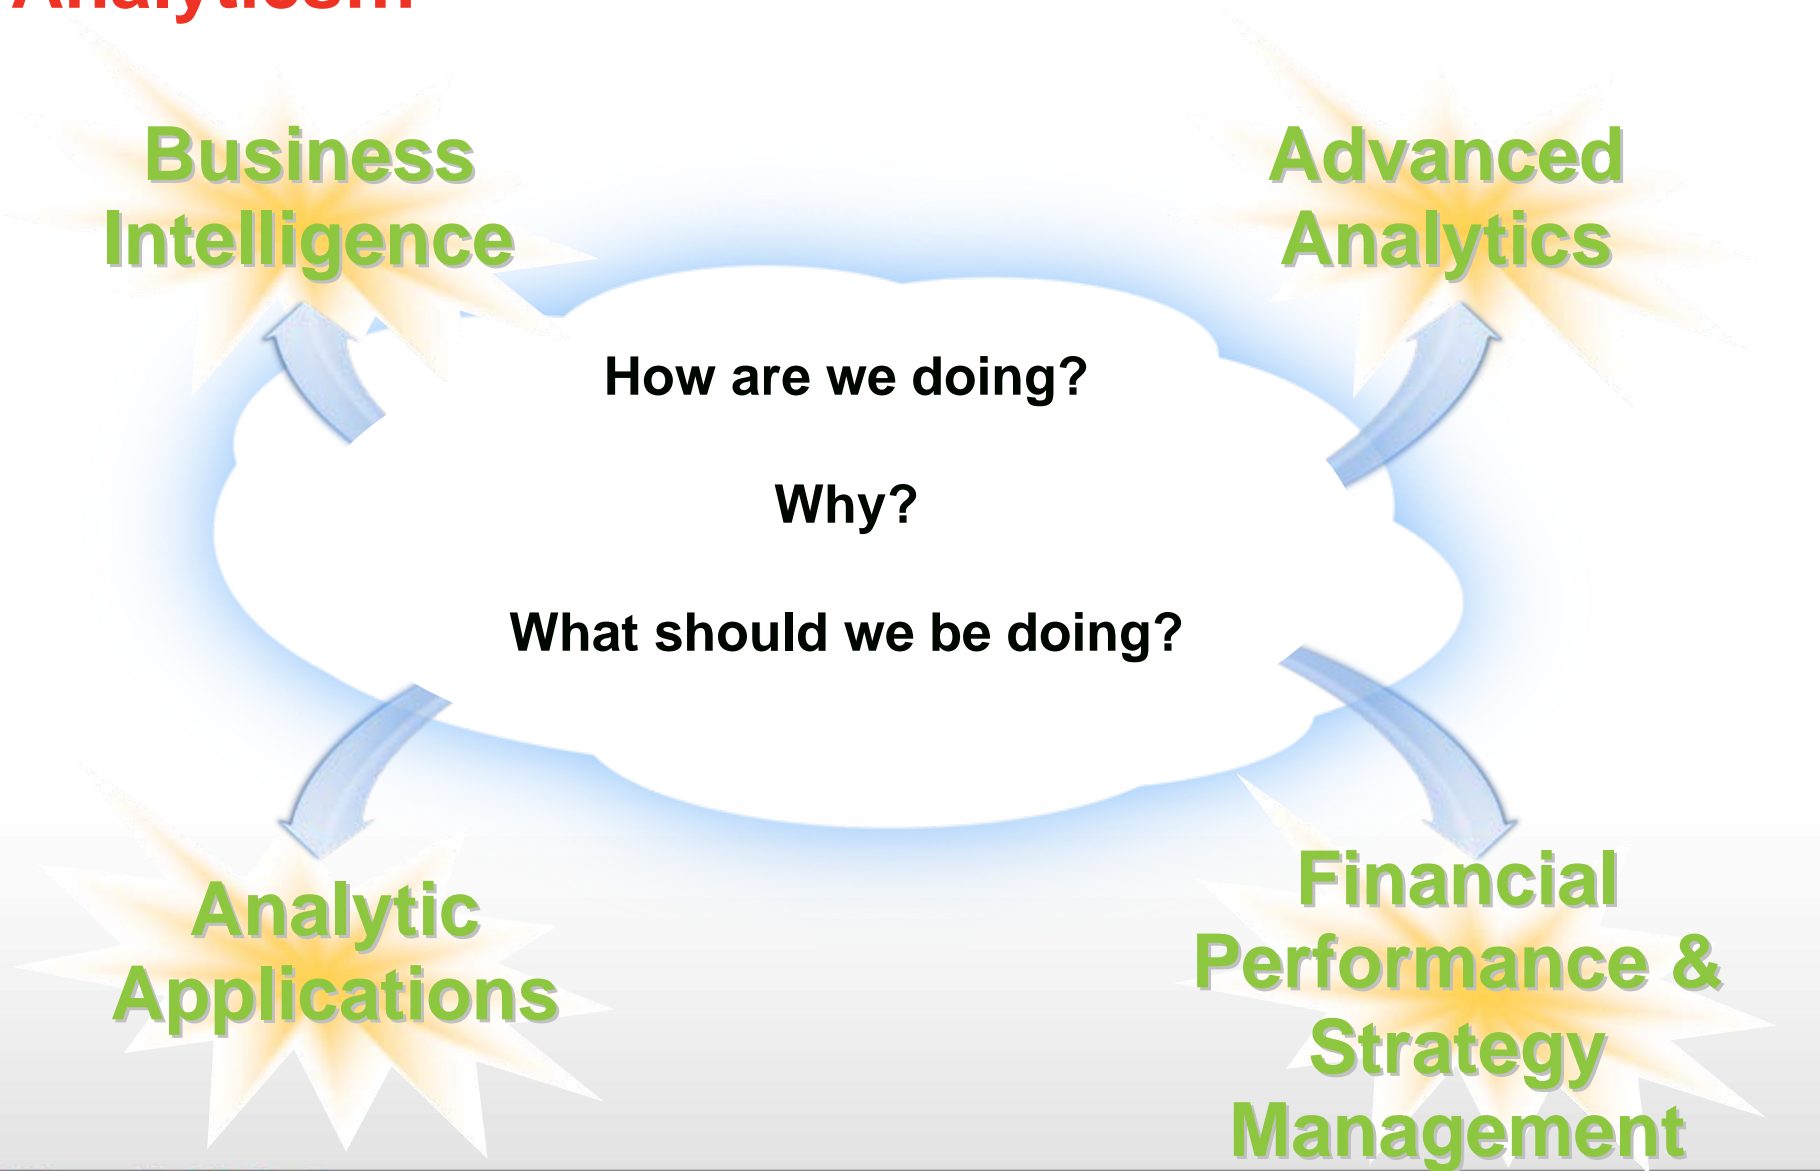 Analytics...
Business
Intelligence
Advanced
Analytics
How are we doing?
Why?
What should we be doing?
Analytic
Applications
Financial
Performance &
Strategy
Management